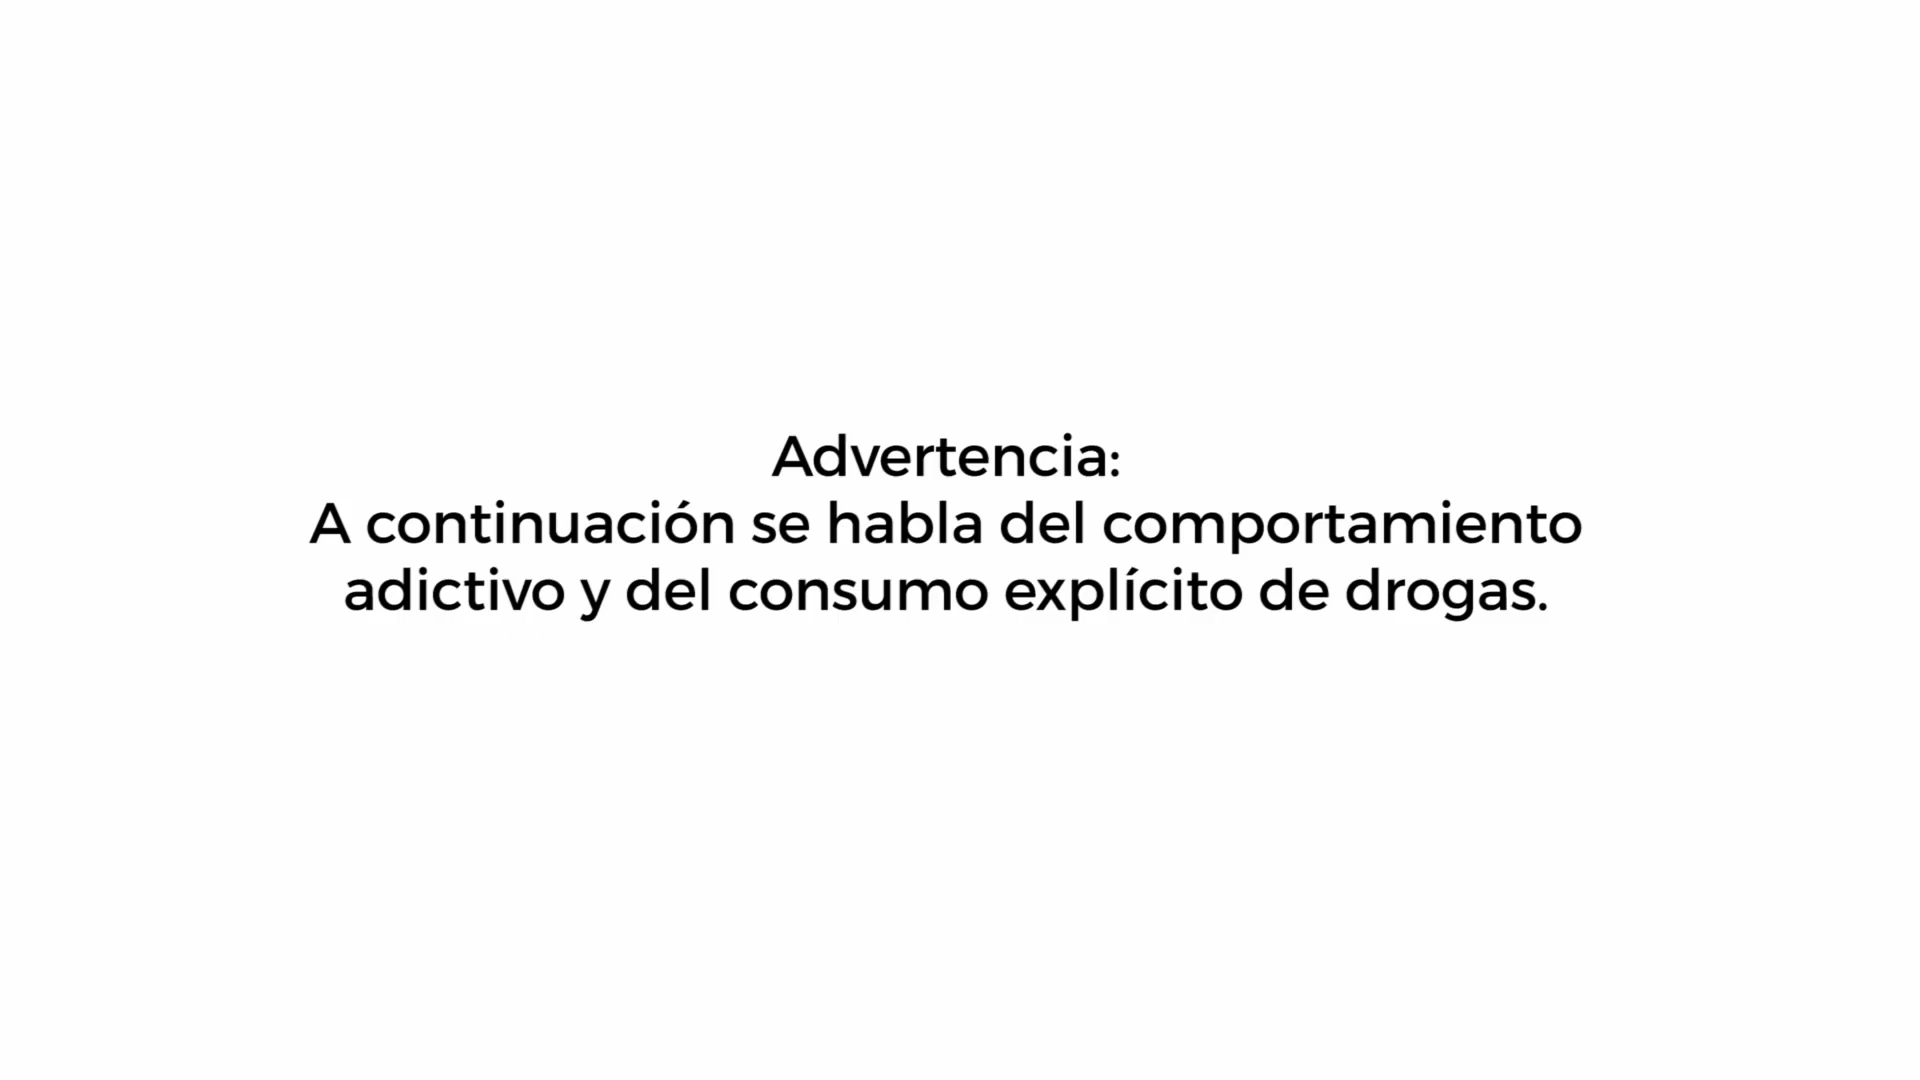 Advertencia:
A continuación se habla del comportamiento
adictivo y del consumo explícito de drogas.